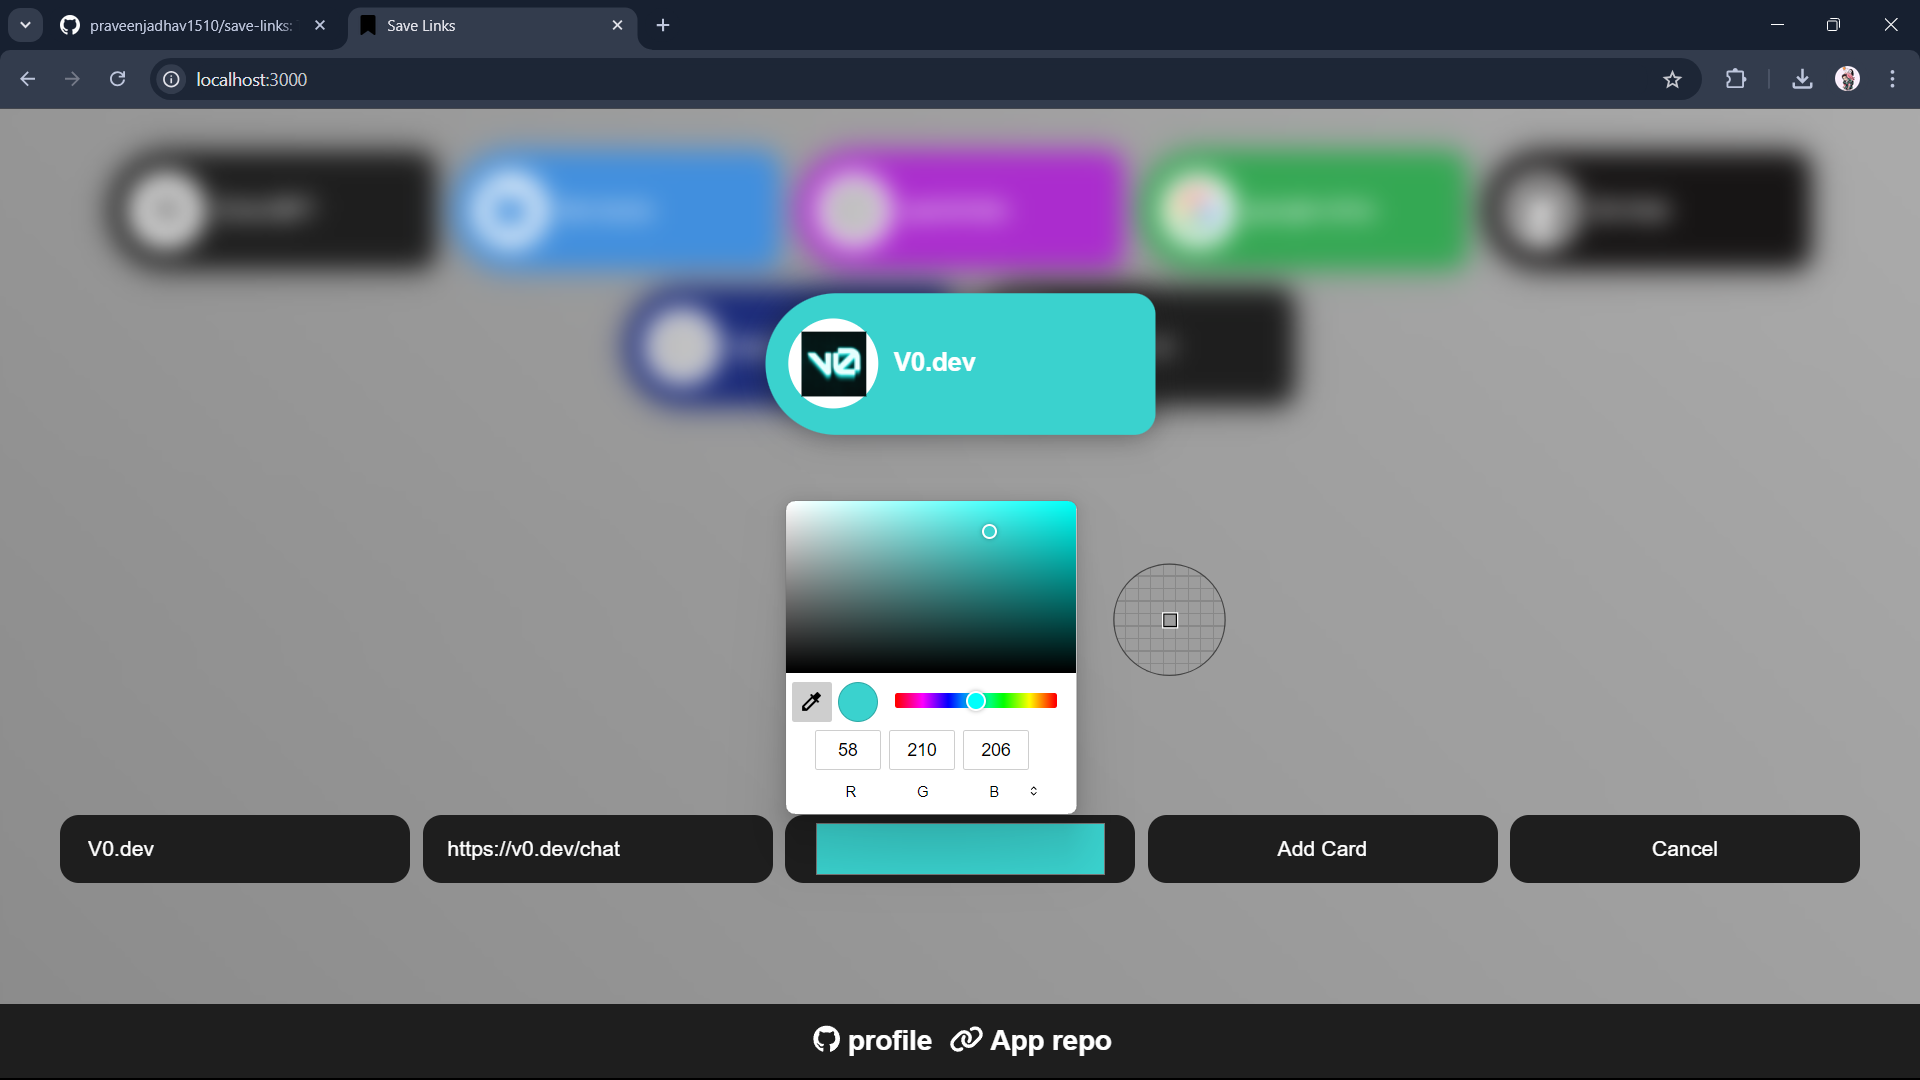 praveenjadhav1510/save-links:
Save Links
localhost:3000
V0
V0.dev
58 210 206
R G B
V0.dev
https://v0.dev/chat
Add Card
Cancel
profile App repo